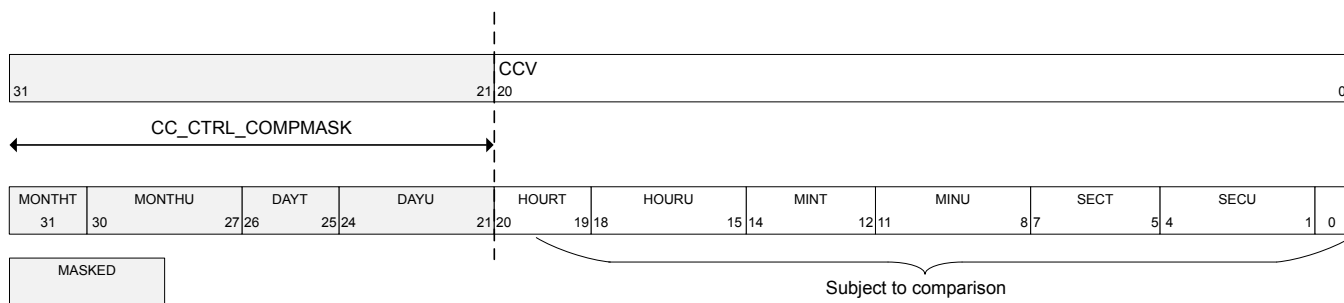 CCV
31 21 20 0
CC_CTRL_COMPMASK
MONTHT MONTHU DAYT DAYU HOURT HOURU MINT MINU SECT SECU
31 30 27 26 25 24 21 20 19 18 15 14 12 11 8 7 5 4 1 0
MASKED
Subject to comparison